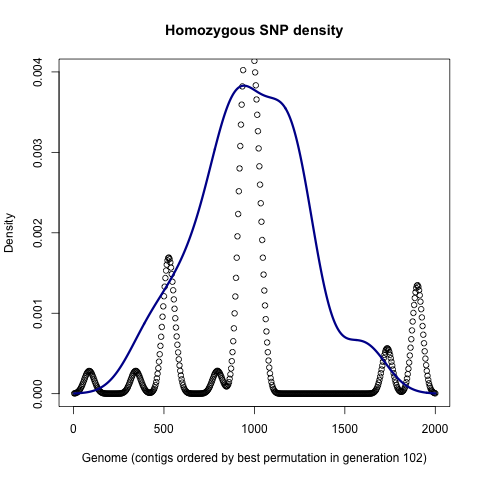 Homozygous SNP density
0.004
0.003
0.002
0.001
0.000
Density
0 500 1000 1500 2000
Genome (contigs ordered by best permutation in generation 102)